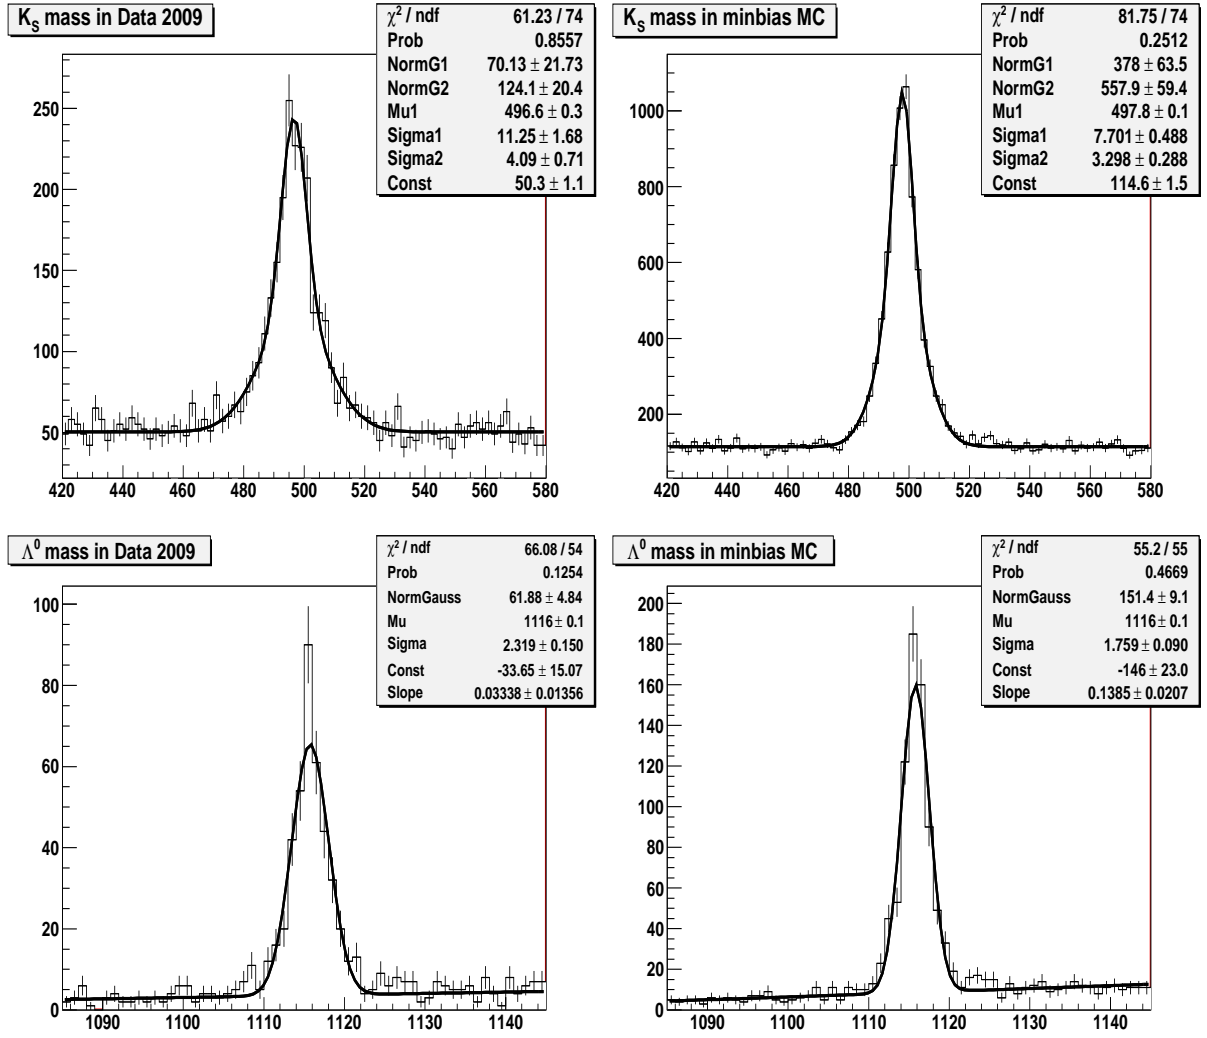 K_S mass in Data 2009
χ² / ndf 61.23 / 74
Prob 0.8557
NormG1 70.13 ± 21.73
NormG2 124.1 ± 20.4
Mu1 496.6 ± 0.3
Sigma1 11.25 ± 1.68
Sigma2 4.09 ± 0.71
Const 50.3 ± 1.1
250
200
150
100
50
420 440 460 480 500 520 540 560 580
K_S mass in minbias MC
χ² / ndf 81.75 / 74
Prob 0.2512
NormG1 378 ± 63.5
NormG2 557.9 ± 59.4
Mu1 497.8 ± 0.1
Sigma1 7.701 ± 0.488
Sigma2 3.298 ± 0.288
Const 114.6 ± 1.5
1000
800
600
400
200
420 440 460 480 500 520 540 560 580
Λ⁰ mass in Data 2009
χ² / ndf 66.08 / 54
Prob 0.1254
NormGauss 61.88 ± 4.84
Mu 1116 ± 0.1
Sigma 2.319 ± 0.150
Const -33.65 ± 15.07
Slope 0.03338 ± 0.01356
100
80
60
40
20
0
1090 1100 1110 1120 1130 1140
Λ⁰ mass in minbias MC
χ² / ndf 55.2 / 55
Prob 0.4669
NormGauss 151.4 ± 9.1
Mu 1116 ± 0.1
Sigma 1.759 ± 0.090
Const -146 ± 23.0
Slope 0.1385 ± 0.0207
200
180
160
140
120
100
80
60
40
20
0
1090 1100 1110 1120 1130 1140